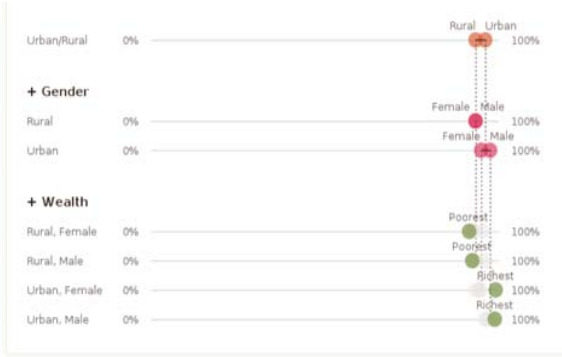 Rural Urban
Urban/Rural 0% 100%
+ Gender
Female Male
Rural 0% 100%
Female Male
Urban 0% 100%
+ Wealth
Poorest
Rural, Female 0% 100%
Poorest
Rural, Male 0% 100%
Richest
Urban, Female 0% 100%
Richest
Urban, Male 0% 100%